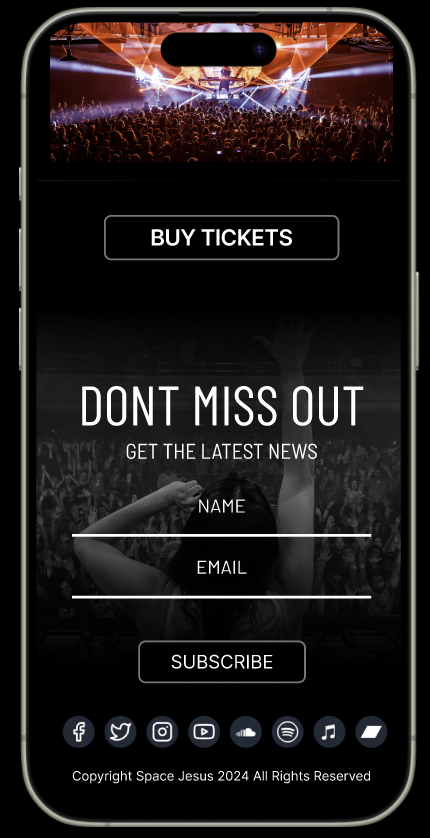 BUY TICKETS
DONT MISS OUT
GET THE LATEST NEWS
NAME
EMAIL
SUBSCRIBE
Copyright Space Jesus 2024 All Rights Reserved